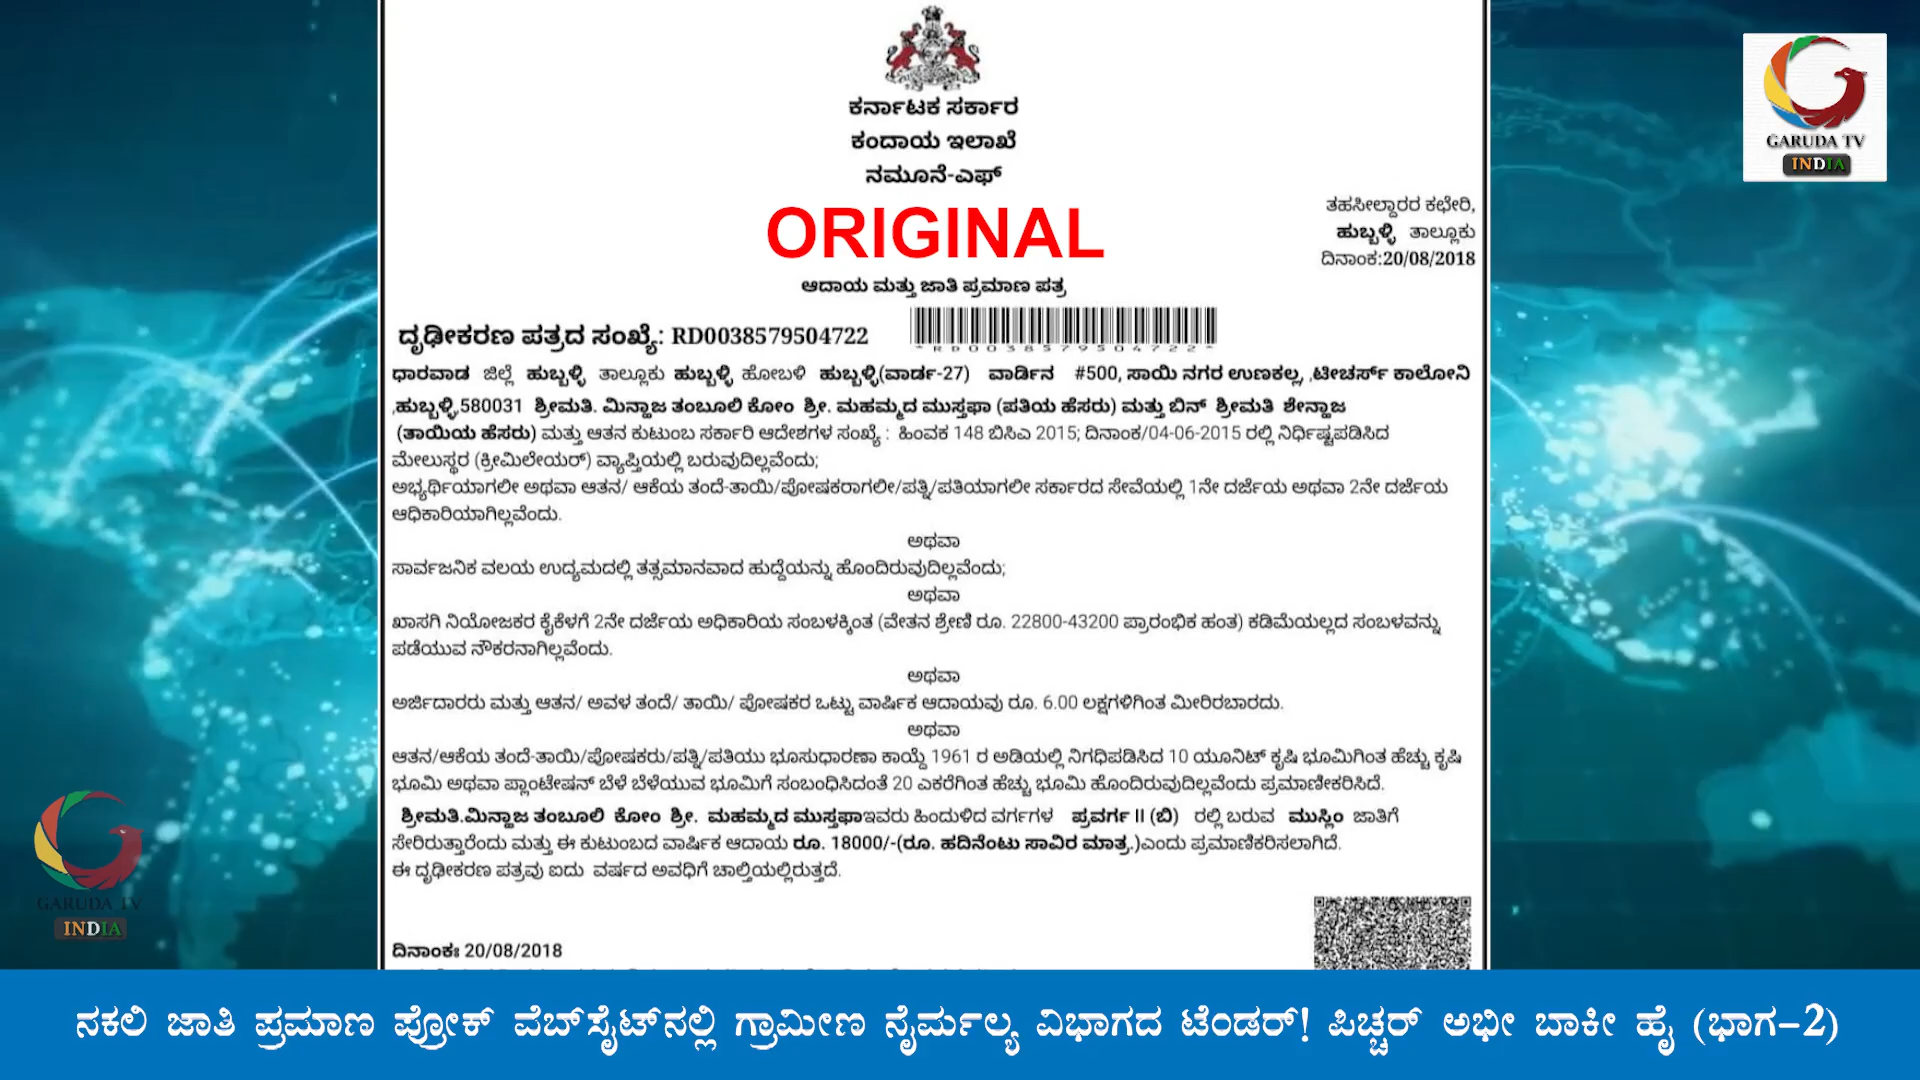 ಕರ್ನಾಟಕ ಸರ್ಕಾರ
ಕಂದಾಯ ಇಲಾಖೆ
ನಮೂನೆ-ಎಫ್
ORIGINAL
ತಹಸೀಲ್ದಾರರ ಕಛೇರಿ,
ಹುಬ್ಬಳ್ಳಿ ತಾಲ್ಲೂಕು
ದಿನಾಂಕ:20/08/2018
ಆದಾಯ ಮತ್ತು ಜಾತಿ ಪ್ರಮಾಣ ಪತ್ರ
ದೃಢೀಕರಣ ಪತ್ರದ ಸಂಖ್ಯೆ: RD0038579504722
*RD0038579504722*
ಧಾರವಾಡ ಜಿಲ್ಲೆ ಹುಬ್ಬಳ್ಳಿ ತಾಲ್ಲೂಕು ಹುಬ್ಬಳ್ಳಿ ಹೋಬಳಿ ಹುಬ್ಬಳ್ಳಿ(ವಾರ್ಡ-27) ವಾರ್ಡಿನ #500, ಸಾಯಿ ನಗರ ಉಣಕಲ್ಲ, ,ಟೀಚರ್ಸ್ ಕಾಲೋನಿ
,ಹುಬ್ಬಳ್ಳಿ,580031 ಶ್ರೀಮತಿ. ಮಿನ್ಹಾಜ ತಂಬೂಲಿ ಕೋಂ ಶ್ರೀ. ಮಹಮ್ಮದ ಮುಸ್ತಫಾ (ಪತಿಯ ಹೆಸರು) ಮತ್ತು ಬಿನ್ ಶ್ರೀಮತಿ ಶೇನ್ಹಾಜ
(ತಾಯಿಯ ಹೆಸರು) ಮತ್ತು ಆತನ ಕುಟುಂಬ ಸರ್ಕಾರಿ ಆದೇಶಗಳ ಸಂಖ್ಯೆ : ಹಿಂವಕ 148 ಬಿಸಿಎ 2015; ದಿನಾಂಕ/04-06-2015 ರಲ್ಲಿ ನಿರ್ಧಿಷ್ಟಪಡಿಸಿದ
ಮೇಲುಸ್ಥರ (ಕ್ರೀಮಿಲೇಯರ್) ವ್ಯಾಪ್ತಿಯಲ್ಲಿ ಬರುವುದಿಲ್ಲವೆಂದು;
ಅಭ್ಯರ್ಥಿಯಾಗಲೀ ಅಥವಾ ಆತನ/ ಆಕೆಯ ತಂದೆ-ತಾಯಿ/ಪೋಷಕರಾಗಲೀ/ಪತ್ನಿ/ಪತಿಯಾಗಲೀ ಸರ್ಕಾರದ ಸೇವೆಯಲ್ಲಿ 1ನೇ ದರ್ಜೆಯ ಅಥವಾ 2ನೇ ದರ್ಜೆಯ
ಆಧಿಕಾರಿಯಾಗಿಲ್ಲವೆಂದು.
ಅಥವಾ
ಸಾರ್ವಜನಿಕ ವಲಯ ಉದ್ಯಮದಲ್ಲಿ ತತ್ಸಮಾನವಾದ ಹುದ್ದೆಯನ್ನು ಹೊಂದಿರುವುದಿಲ್ಲವೆಂದು;
ಅಥವಾ
ಖಾಸಗಿ ನಿಯೋಜಕರ ಕೈಕೆಳಗೆ 2ನೇ ದರ್ಜೆಯ ಅಧಿಕಾರಿಯ ಸಂಬಳಕ್ಕಿಂತ (ವೇತನ ಶ್ರೇಣಿ ರೂ. 22800-43200 ಪ್ರಾರಂಭಿಕ ಹಂತ) ಕಡಿಮೆಯಲ್ಲದ ಸಂಬಳವನ್ನು
ಪಡೆಯುವ ನೌಕರನಾಗಿಲ್ಲವೆಂದು.
ಅಥವಾ
ಅರ್ಜಿದಾರರು ಮತ್ತು ಆತನ/ ಅವಳ ತಂದೆ/ ತಾಯಿ/ ಪೋಷಕರ ಒಟ್ಟು ವಾರ್ಷಿಕ ಆದಾಯವು ರೂ. 6.00 ಲಕ್ಷಗಳಿಗಿಂತ ಮೀರಿರಬಾರದು.
ಅಥವಾ
ಆತನ/ಆಕೆಯ ತಂದೆ-ತಾಯಿ/ಪೋಷಕರು/ಪತ್ನಿ/ಪತಿಯು ಭೂಸುಧಾರಣಾ ಕಾಯ್ದೆ 1961 ರ ಅಡಿಯಲ್ಲಿ ನಿಗಧಿಪಡಿಸಿದ 10 ಯೂನಿಟ್ ಕೃಷಿ ಭೂಮಿಗಿಂತ ಹೆಚ್ಚು ಕೃಷಿ
ಭೂಮಿ ಅಥವಾ ಪ್ಲಾಂಟೇಷನ್ ಬೆಳೆ ಬೆಳೆಯುವ ಭೂಮಿಗೆ ಸಂಬಂಧಿಸಿದಂತೆ 20 ಎಕರೆಗಿಂತ ಹೆಚ್ಚು ಭೂಮಿ ಹೊಂದಿರುವುದಿಲ್ಲವೆಂದು ಪ್ರಮಾಣೀಕರಿಸಿದೆ.
ಶ್ರೀಮತಿ.ಮಿನ್ಹಾಜ ತಂಬೂಲಿ ಕೋಂ ಶ್ರೀ. ಮಹಮ್ಮದ ಮುಸ್ತಫಾಇವರು ಹಿಂದುಳಿದ ವರ್ಗಗಳ ಪ್ರವರ್ಗ II (ಬಿ) ರಲ್ಲಿ ಬರುವ ಮುಸ್ಲಿಂ ಜಾತಿಗೆ
ಸೇರಿರುತ್ತಾರೆಂದು ಮತ್ತು ಈ ಕುಟುಂಬದ ವಾರ್ಷಿಕ ಆದಾಯ ರೂ. 18000/-(ರೂ. ಹದಿನೆಂಟು ಸಾವಿರ ಮಾತ್ರ.)ಎಂದು ಪ್ರಮಾಣಿಕರಿಸಲಾಗಿದೆ.
ಈ ದೃಢೀಕರಣ ಪತ್ರವು ಐದು ವರ್ಷದ ಅವಧಿಗೆ ಚಾಲ್ತಿಯಲ್ಲಿರುತ್ತದೆ.
ದಿನಾಂಕಃ 20/08/2018
GARUDA TV
INDIA
GARUDA TV
INDIA
ನಕಲಿ ಜಾತಿ ಪ್ರಮಾಣ ಪ್ರೋಕ್ ವೆಬ್‌ಸೈಟ್‌ನಲ್ಲಿ ಗ್ರಾಮೀಣ ನೈರ್ಮಲ್ಯ ವಿಭಾಗದ ಟೆಂಡರ್! ಪಿಚ್ಚರ್ ಅಭೀ ಬಾಕೀ ಹೈ (ಭಾಗ-2)